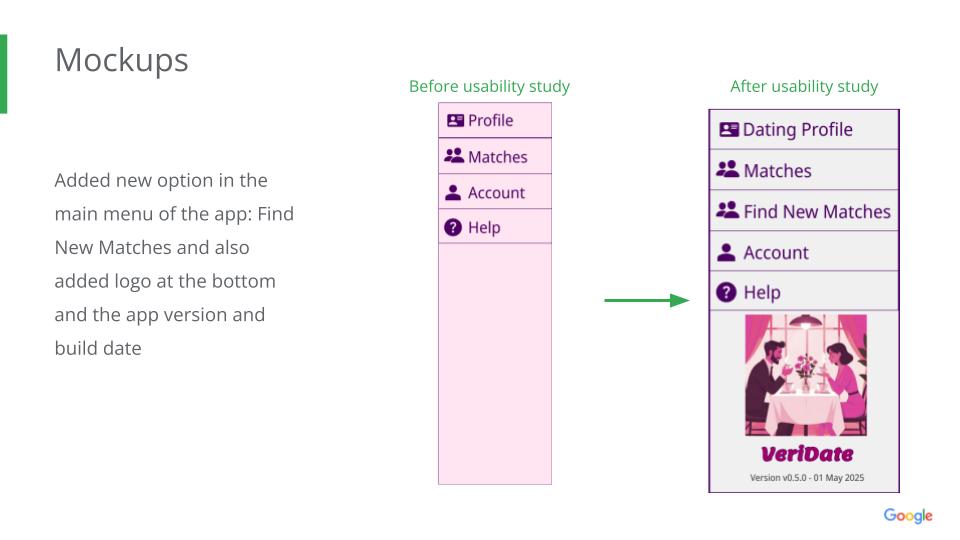 Mockups
Added new option in the
main menu of the app: Find
New Matches and also
added logo at the bottom
and the app version and
build date
Before usability study
Profile
Matches
Account
Help
After usability study
Dating Profile
Matches
Find New Matches
Account
Help
VeriDate
Version v0.5.0 - 01 May 2025
Google